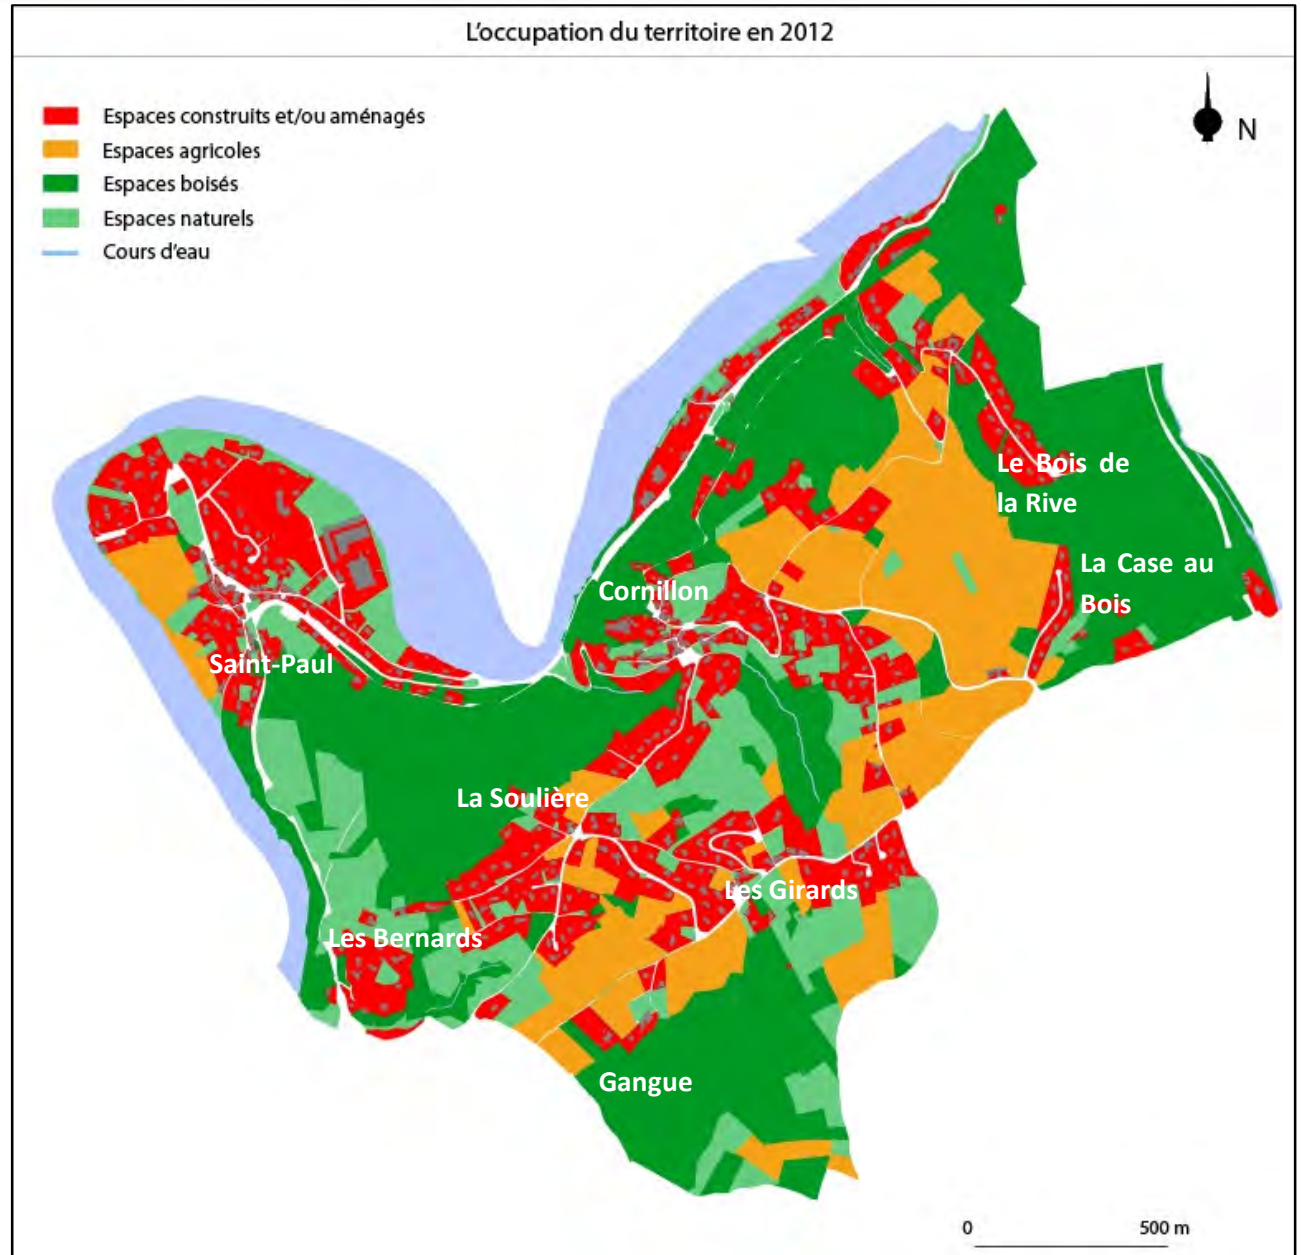 L'occupation du territoire en 2012
Espaces construits et/ou aménagés
Espaces agricoles
Espaces boisés
Espaces naturels
Cours d'eau
N
Le Bois de
la Rive
La Case au
Bois
Cornillon
Saint-Paul
La Soulière
Les Girards
Les Bernards
Gangue
0 500 m